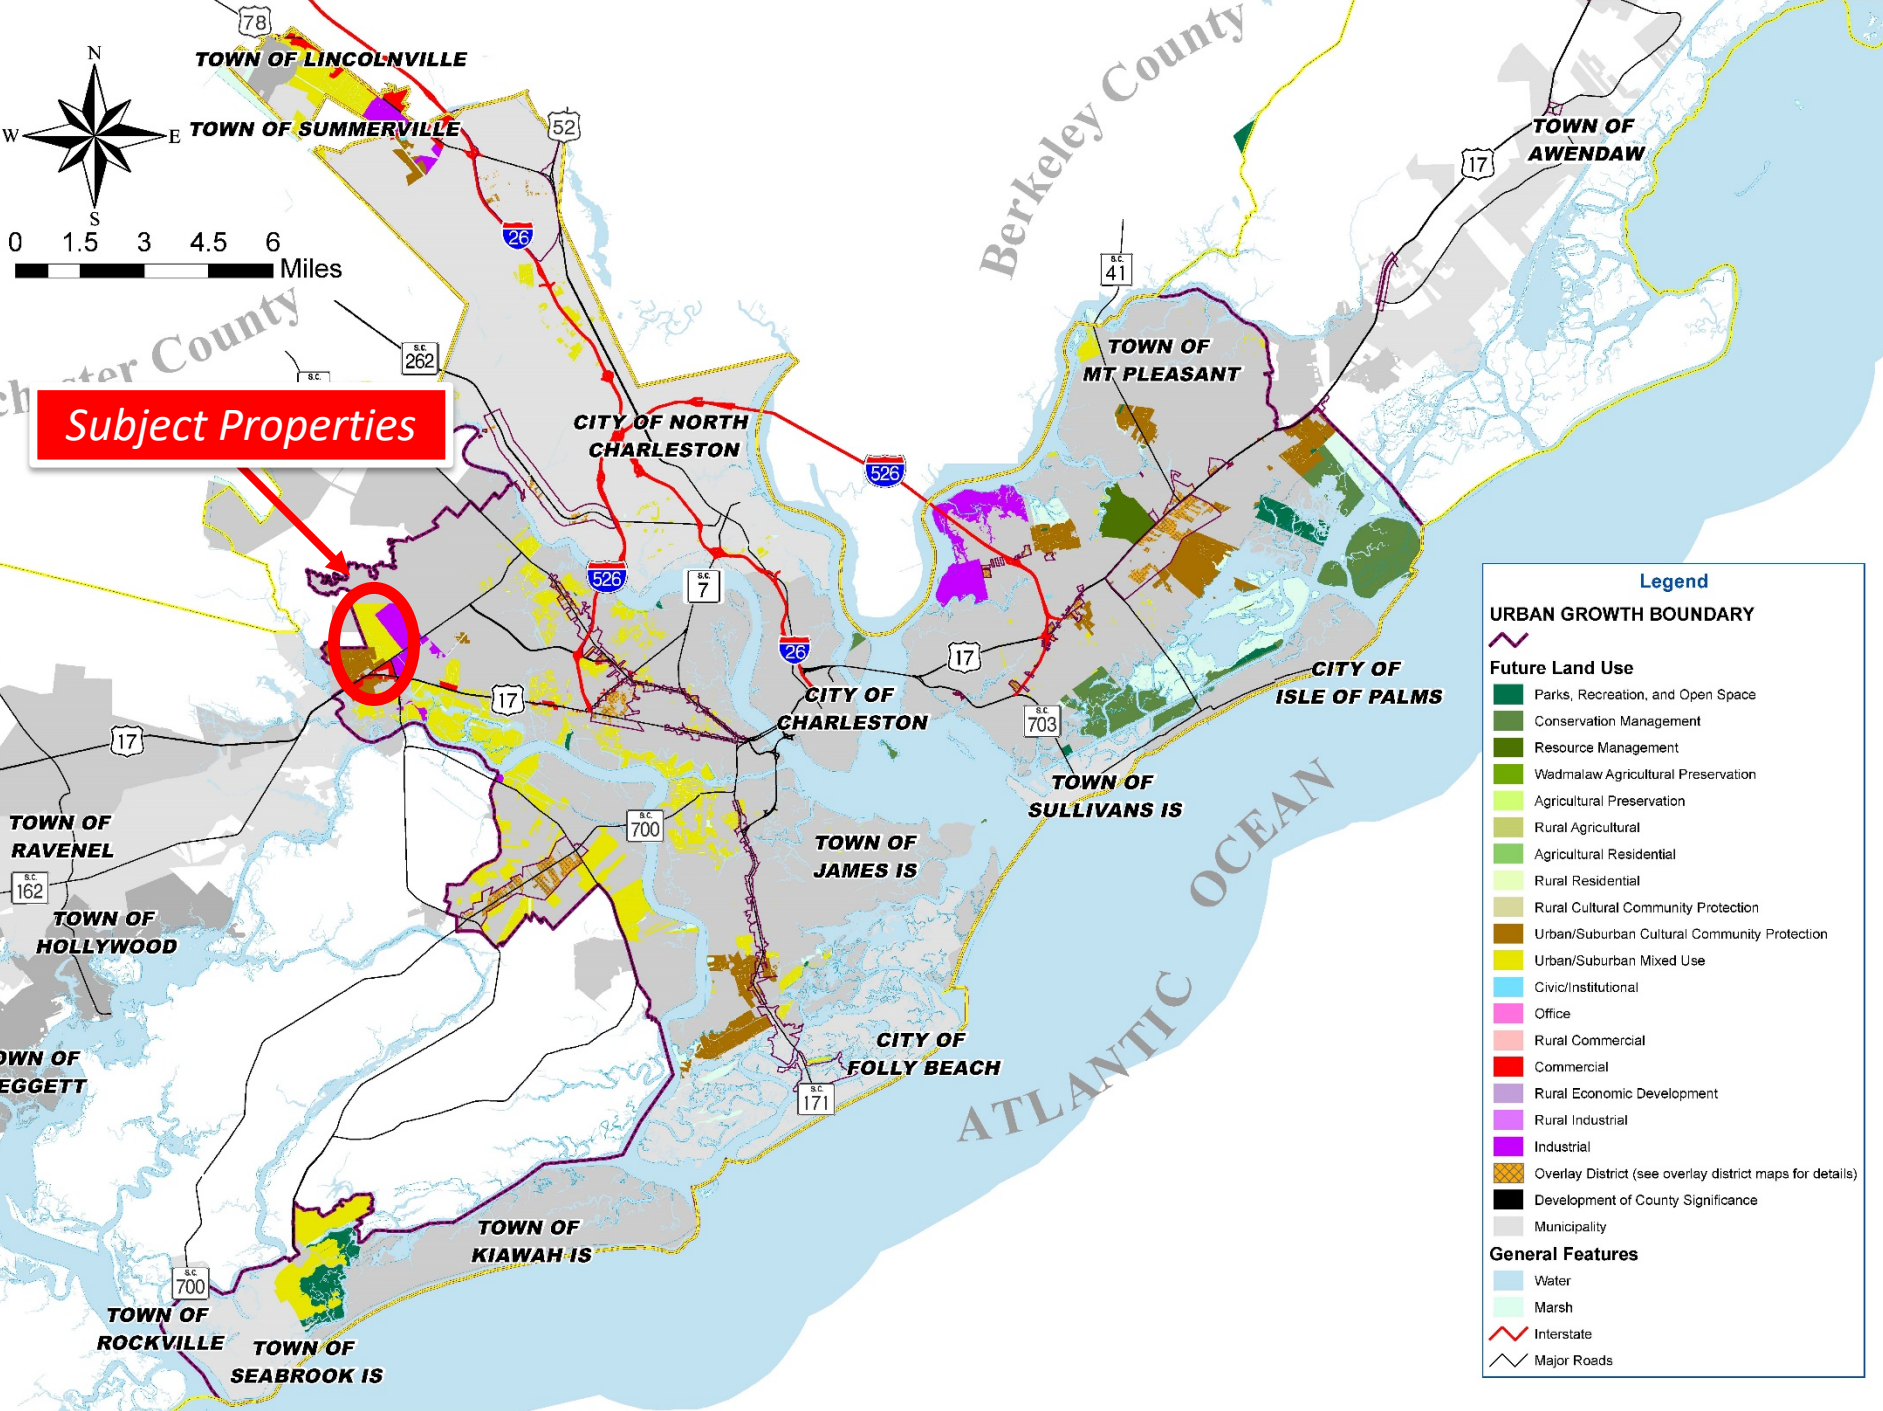 78
TOWN OF LINCOLNVILLE
N
W
E
S
TOWN OF SUMMERVILLE
52
0 1.5 3 4.5 6
Miles
26
Berkeley County
TOWN OF
AWENDAW
17
S.C.
41
chester County
S.C.
262
S.C.
Subject Properties
TOWN OF
MT PLEASANT
CITY OF NORTH
CHARLESTON
526
526
S.C.
7
26
17
17
17
CITY OF
CHARLESTON
CITY OF
ISLE OF PALMS
S.C.
703
TOWN OF
SULLIVANS IS
S.C.
700
TOWN OF
JAMES IS
TOWN OF
RAVENEL
S.C.
162
TOWN OF
HOLLYWOOD
OWN OF
EGGETT
CITY OF
FOLLY BEACH
S.C.
171
ATLANTIC OCEAN
TOWN OF
KIAWAH IS
S.C.
700
TOWN OF
ROCKVILLE
TOWN OF
SEABROOK IS
Legend
URBAN GROWTH BOUNDARY
Future Land Use
Parks, Recreation, and Open Space
Conservation Management
Resource Management
Wadmalaw Agricultural Preservation
Agricultural Preservation
Rural Agricultural
Agricultural Residential
Rural Residential
Rural Cultural Community Protection
Urban/Suburban Cultural Community Protection
Urban/Suburban Mixed Use
Civic/Institutional
Office
Rural Commercial
Commercial
Rural Economic Development
Rural Industrial
Industrial
Overlay District (see overlay district maps for details)
Development of County Significance
Municipality
General Features
Water
Marsh
Interstate
Major Roads